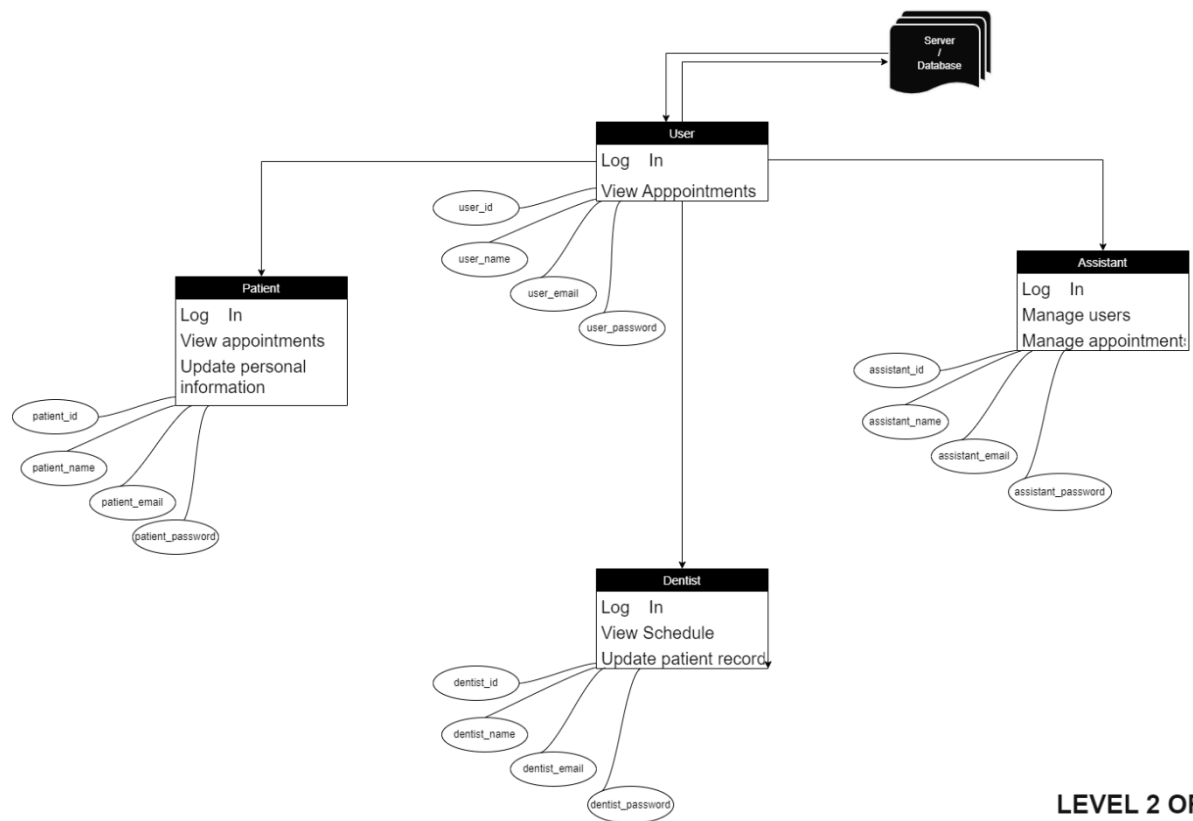 Server
/
Database
User
Log In
View Apppointments
user_id
user_name
user_email
user_password
Patient
Log In
View appointments
Update personal
information
patient_id
patient_name
patient_email
patient_password
Assistant
Log In
Manage users
Manage appointments
assistant_id
assistant_name
assistant_email
assistant_password
Dentist
Log In
View Schedule
Update patient record
dentist_id
dentist_name
dentist_email
dentist_password
LEVEL 2 OF